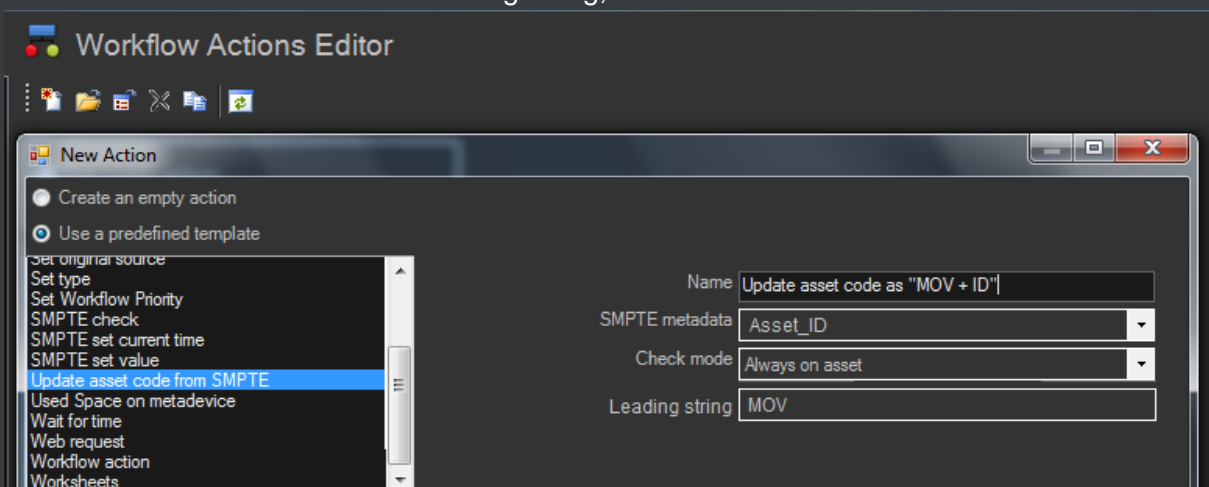 Workflow Actions Editor
New Action
Create an empty action
Use a predefined template
Set original source
Set type
Set Workflow Priority
SMPTE check
SMPTE set current time
SMPTE set value
Update asset code from SMPTE
Used Space on metadevice
Wait for time
Web request
Workflow action
Worksheets
Name Update asset code as "MOV + ID"
SMPTE metadata Asset_ID
Check mode Always on asset
Leading string MOV